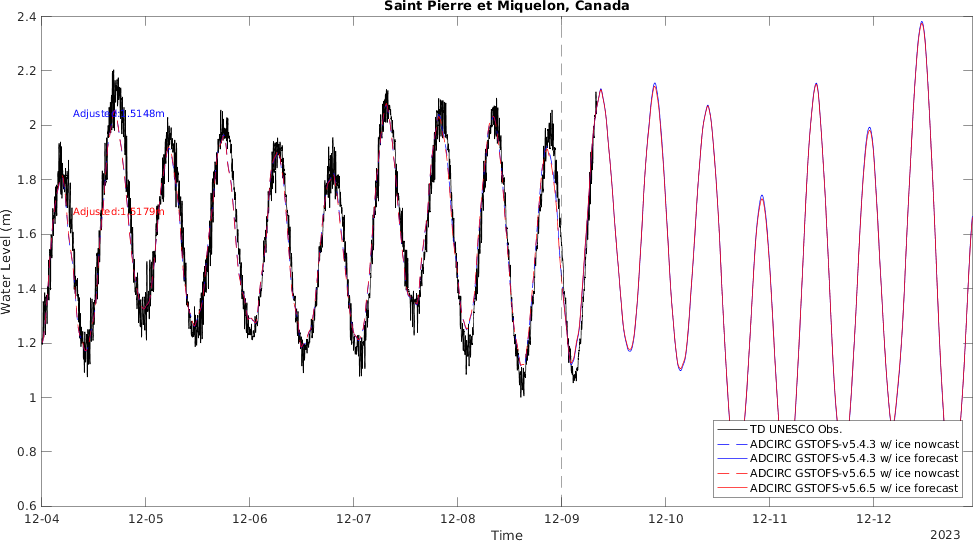 Saint Pierre et Miquelon, Canada
2.4
2.2
2
1.8
1.6
1.4
1.2
1
0.8
0.6
Water Level (m)
Adjusted:1.5148m
Adjusted:1.5179m
TD UNESCO Obs.
ADCIRC GSTOFS-v5.4.3 w/ ice nowcast
ADCIRC GSTOFS-v5.4.3 w/ ice forecast
ADCIRC GSTOFS-v5.6.5 w/ ice nowcast
ADCIRC GSTOFS-v5.6.5 w/ ice forecast
12-04
12-05
12-06
12-07
12-08
12-09
12-10
12-11
12-12
Time
2023